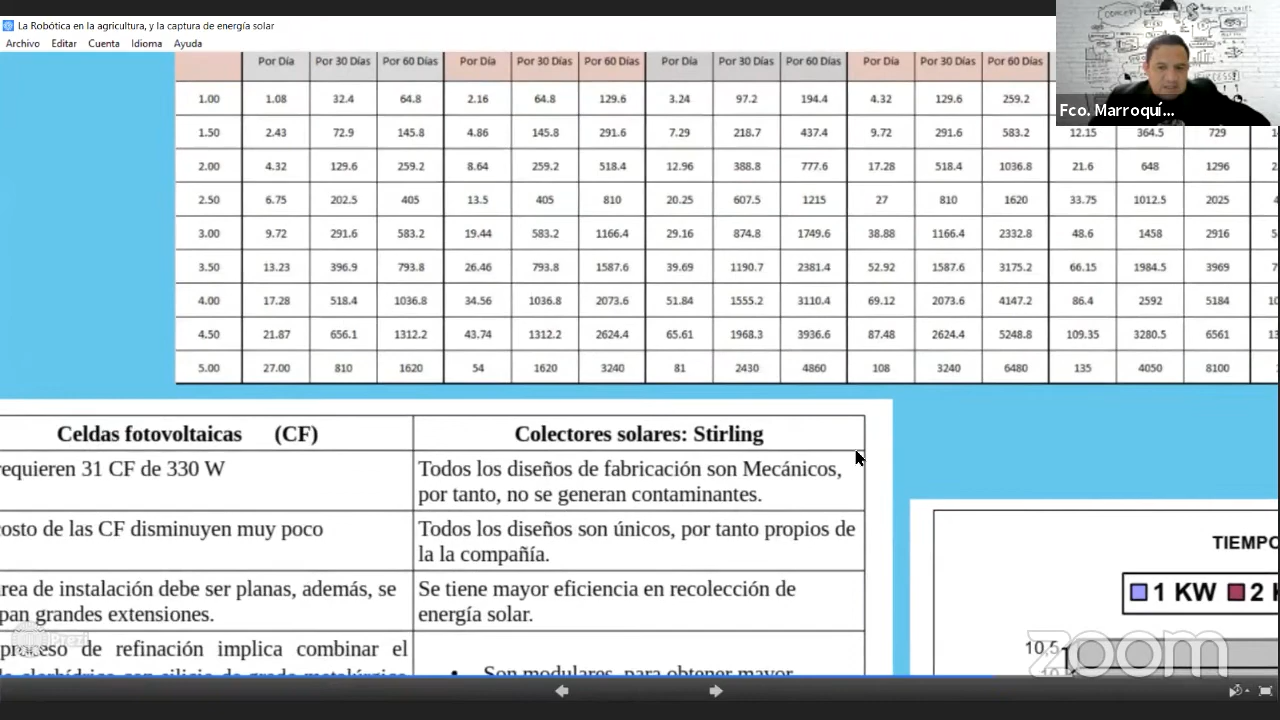 La Robótica en la agricultura, y la captura de energía solar
Archivo Editar Cuenta Idioma Ayuda
Fco. Marroquí...
Por Día Por 30 Días Por 60 Días Por Día Por 30 Días Por 60 Días Por Día Por 30 Días Por 60 Días Por Día Por 30 Días Por 60 Días
1.00 1.08 32.4 64.8 2.16 64.8 129.6 3.24 97.2 194.4 4.32 129.6 259.2
1.50 2.43 72.9 145.8 4.86 145.8 291.6 7.29 218.7 437.4 9.72 291.6 583.2 12.15 364.5 729
2.00 4.32 129.6 259.2 8.64 259.2 518.4 12.96 388.8 777.6 17.28 518.4 1036.8 21.6 648 1296
2.50 6.75 202.5 405 13.5 405 810 20.25 607.5 1215 27 810 1620 33.75 1012.5 2025
3.00 9.72 291.6 583.2 19.44 583.2 1166.4 29.16 874.8 1749.6 38.88 1166.4 2332.8 48.6 1458 2916
3.50 13.23 396.9 793.8 26.46 793.8 1587.6 39.69 1190.7 2381.4 52.92 1587.6 3175.2 66.15 1984.5 3969
4.00 17.28 518.4 1036.8 34.56 1036.8 2073.6 51.84 1555.2 3110.4 69.12 2073.6 4147.2 86.4 2592 5184
4.50 21.87 656.1 1312.2 43.74 1312.2 2624.4 65.61 1968.3 3936.6 87.48 2624.4 5248.8 109.35 3280.5 6561
5.00 27.00 810 1620 54 1620 3240 81 2430 4860 108 3240 6480 135 4050 8100
Celdas fotovoltaicas (CF) Colectores solares: Stirling
requieren 31 CF de 330 W
Todos los diseños de fabricación son Mecánicos,
por tanto, no se generan contaminantes.
costo de las CF disminuyen muy poco
Todos los diseños son únicos, por tanto propios de
la la compañía.
área de instalación debe ser planas, además, se
pan grandes extensiones.
Se tiene mayor eficiencia en recolección de
energía solar.
proceso de refinación implica combinar el
• Son modulares, para obtener mayor
TIEMPO
1 KW 2
10,5
Prezi
zoom